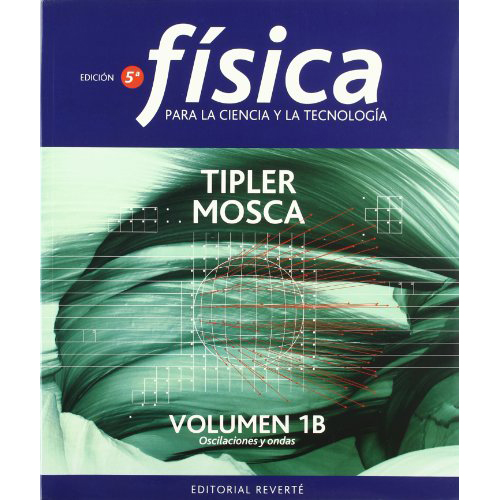 EDICIÓN 5ª
física
PARA LA CIENCIA Y LA TECNOLOGÍA
TIPLER
MOSCA
VOLUMEN 1B
Oscilaciones y ondas
EDITORIAL REVERTÉ